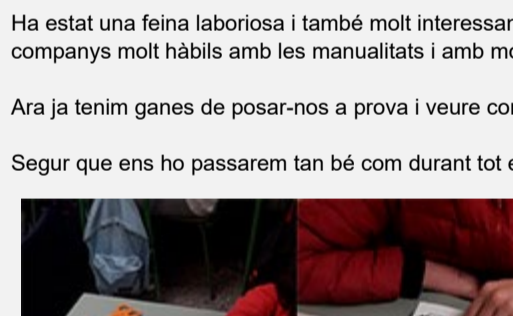 Ha estat una feina laboriosa i també molt
companys molt hàbils amb les manualitats i amb
Ara ja tenim ganes de posar-nos a prova i veure
Segur que ens ho passarem tan bé com durant tot